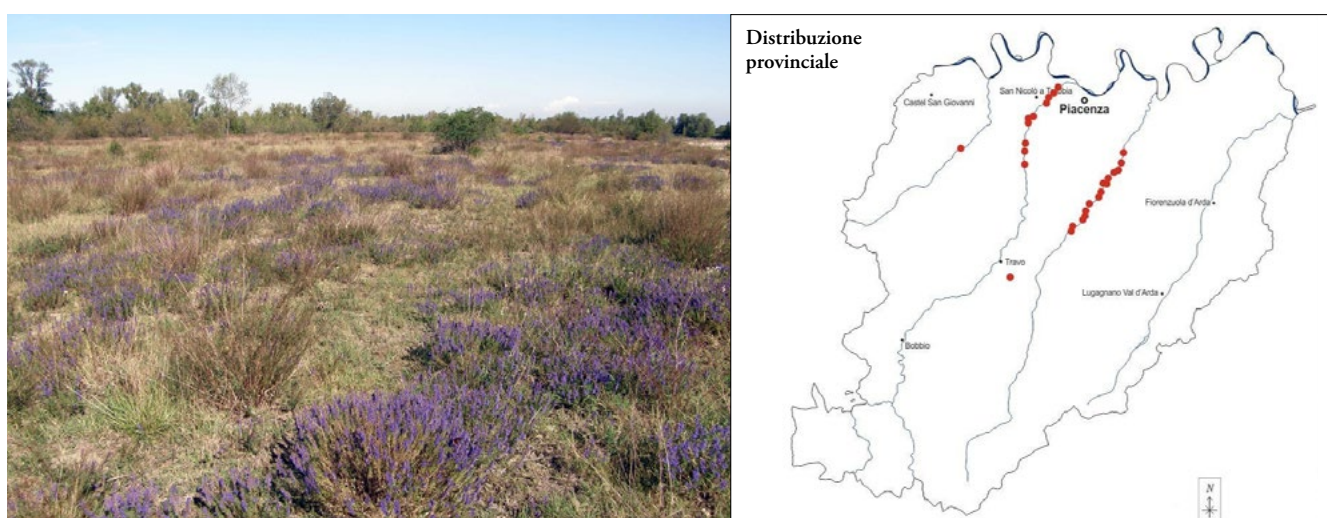 Distribuzione
provinciale
Castel San Giovanni
San Nicolò a Trebbia
Piacenza
Fiorenzuola d'Arda
Travo
Lugagnano Val d'Arda
Bobbio
N